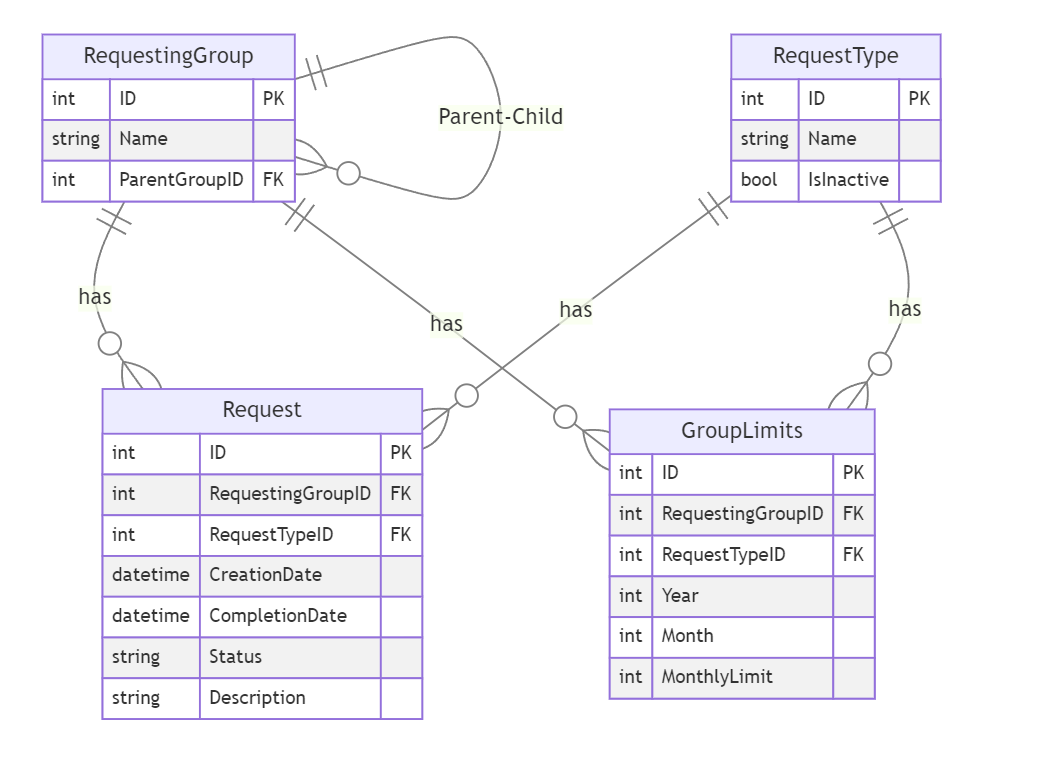 RequestingGroup
int ID PK
string Name
int ParentGroupID FK
Parent-Child
RequestType
int ID PK
string Name
bool IsInactive
has
has
has
has
Request
int ID PK
int RequestingGroupID FK
int RequestTypeID FK
datetime CreationDate
datetime CompletionDate
string Status
string Description
GroupLimits
int ID PK
int RequestingGroupID FK
int RequestTypeID FK
int Year
int Month
int MonthlyLimit